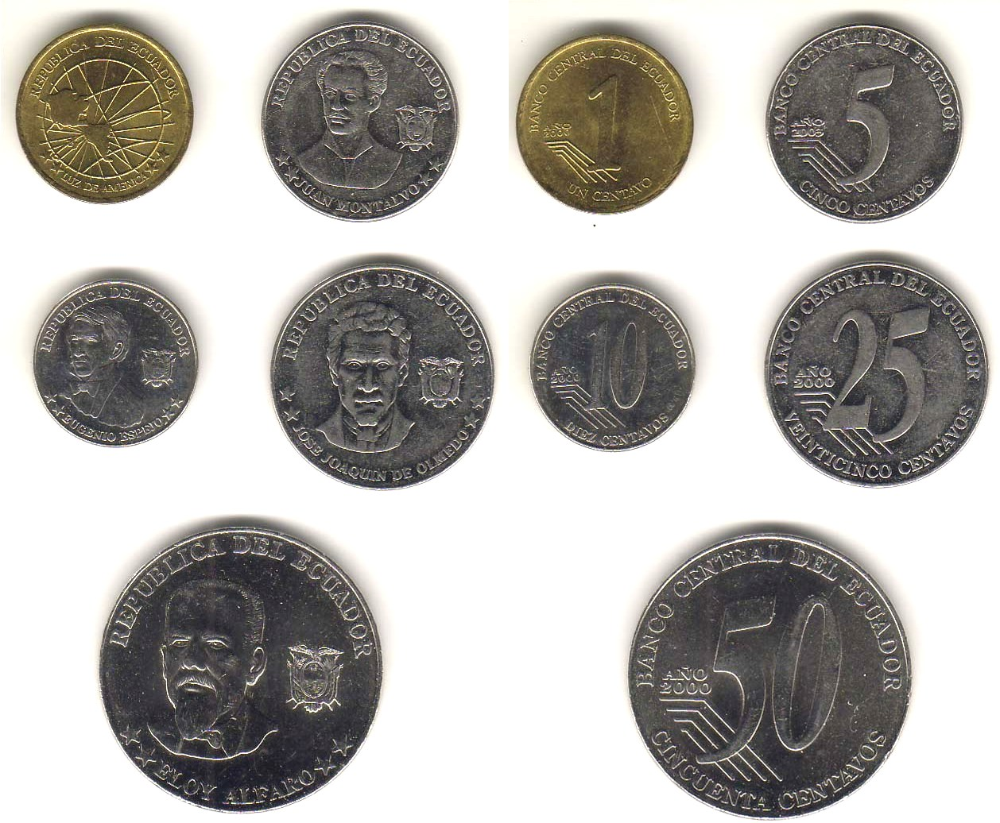 REPUBLICA DEL ECUADOR
LUZ DE AMERICA
REPUBLICA DEL ECUADOR
JUAN MONTALVO
BANCO CENTRAL DEL ECUADOR
1
AÑO
UN CENTAVO
BANCO CENTRAL DEL ECUADOR
5
AÑO
2003
CINCO CENTAVOS
REPUBLICA DEL ECUADOR
EUGENIO ESPEJO
REPUBLICA DEL ECUADOR
JOSE JOAQUIN DE OLMEDO
BANCO CENTRAL DEL ECUADOR
10
AÑO
2000
DIEZ CENTAVOS
BANCO CENTRAL DEL ECUADOR
25
AÑO
2000
VEINTICINCO CENTAVOS
REPUBLICA DEL ECUADOR
ELOY ALFARO
BANCO CENTRAL DEL ECUADOR
50
AÑO
2000
CINCUENTA CENTAVOS